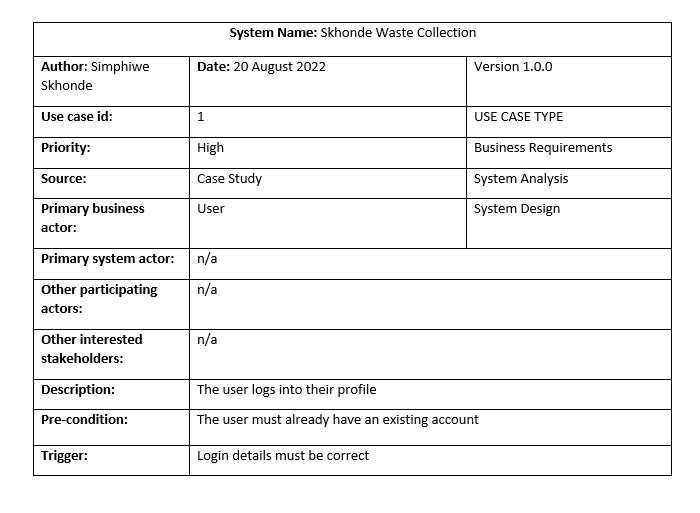 System Name: Skhonde Waste Collection
Author: Simphiwe
Skhonde
Date: 20 August 2022
Version 1.0.0
Use case id:
1
USE CASE TYPE
Priority:
High
Business Requirements
Source:
Case Study
System Analysis
Primary business
actor:
User
System Design
Primary system actor:
n/a
Other participating
actors:
n/a
Other interested
stakeholders:
n/a
Description:
The user logs into their profile
Pre-condition:
The user must already have an existing account
Trigger:
Login details must be correct